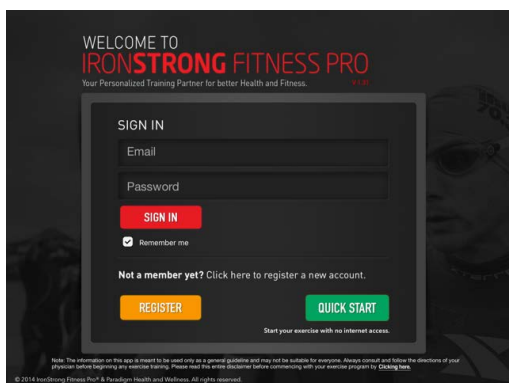 WELCOME TO
IRONSTRONG FITNESS PRO
Your Personalized Training Partner for better Health and Fitness.
SIGN IN
Email
Password
SIGN IN
Remember me
Not a member yet? Click here to register a new account.
REGISTER
QUICK START
Start your exercise with no internet access.
Note: The information on this app is meant to be used only as a general guideline and may not be suitable for everyone. Always consult and follow the directions of your
physician before beginning any exercise training. Please read this entire disclaimer before commencing with your exercise program by Clicking here.
© 2014 IronStrong Fitness Pro® & Paradigm Health and Wellness. All rights reserved.